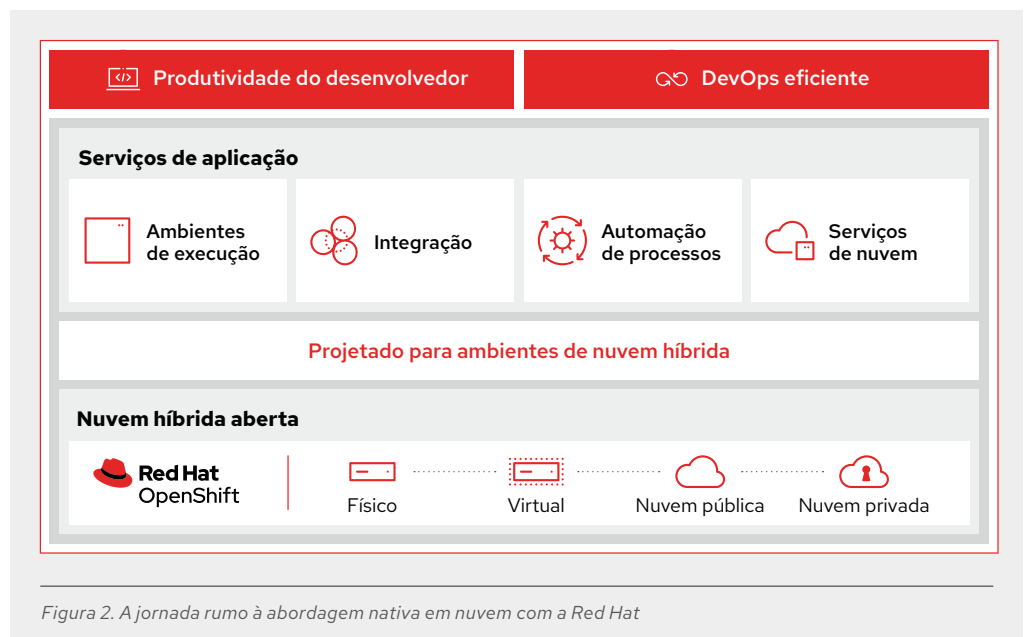 Produtividade do desenvolvedor
DevOps eficiente
Serviços de aplicação
Ambientes
de execução
Integração
Automação
de processos
Serviços
de nuvem
Projetado para ambientes de nuvem híbrida
Nuvem híbrida aberta
Red Hat
OpenShift
Físico
Virtual
Nuvem pública
Nuvem privada
Figura 2. A jornada rumo à abordagem nativa em nuvem com a Red Hat